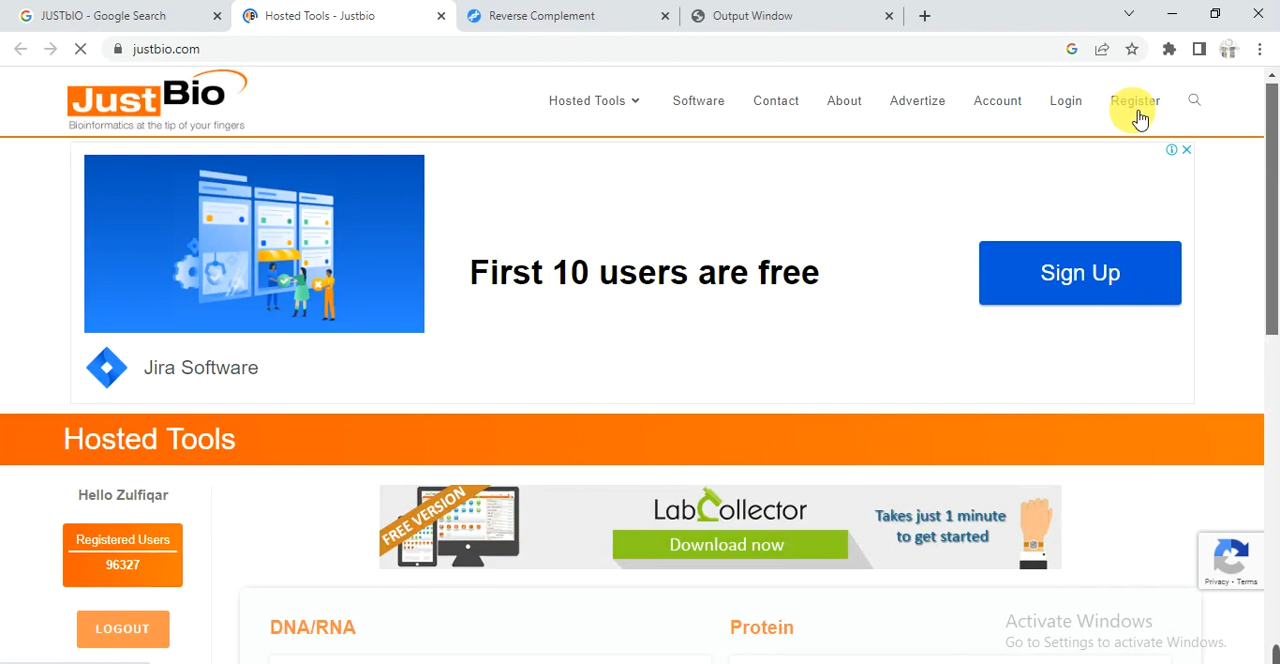 JUSTbIO - Google Search
Hosted Tools - Justbio
Reverse Complement
Output Window
justbio.com
JustBio
Bioinformatics at the tip of your fingers
Hosted Tools
Software
Contact
About
Advertize
Account
Login
Register
First 10 users are free
Sign Up
Jira Software
Hosted Tools
Hello Zulfiqar
Registered Users
96327
LOGOUT
FREE VERSION
LabCollector
Download now
Takes just 1 minute
to get started
Privacy - Terms
DNA/RNA
Protein
Activate Windows
Go to Settings to activate Windows.